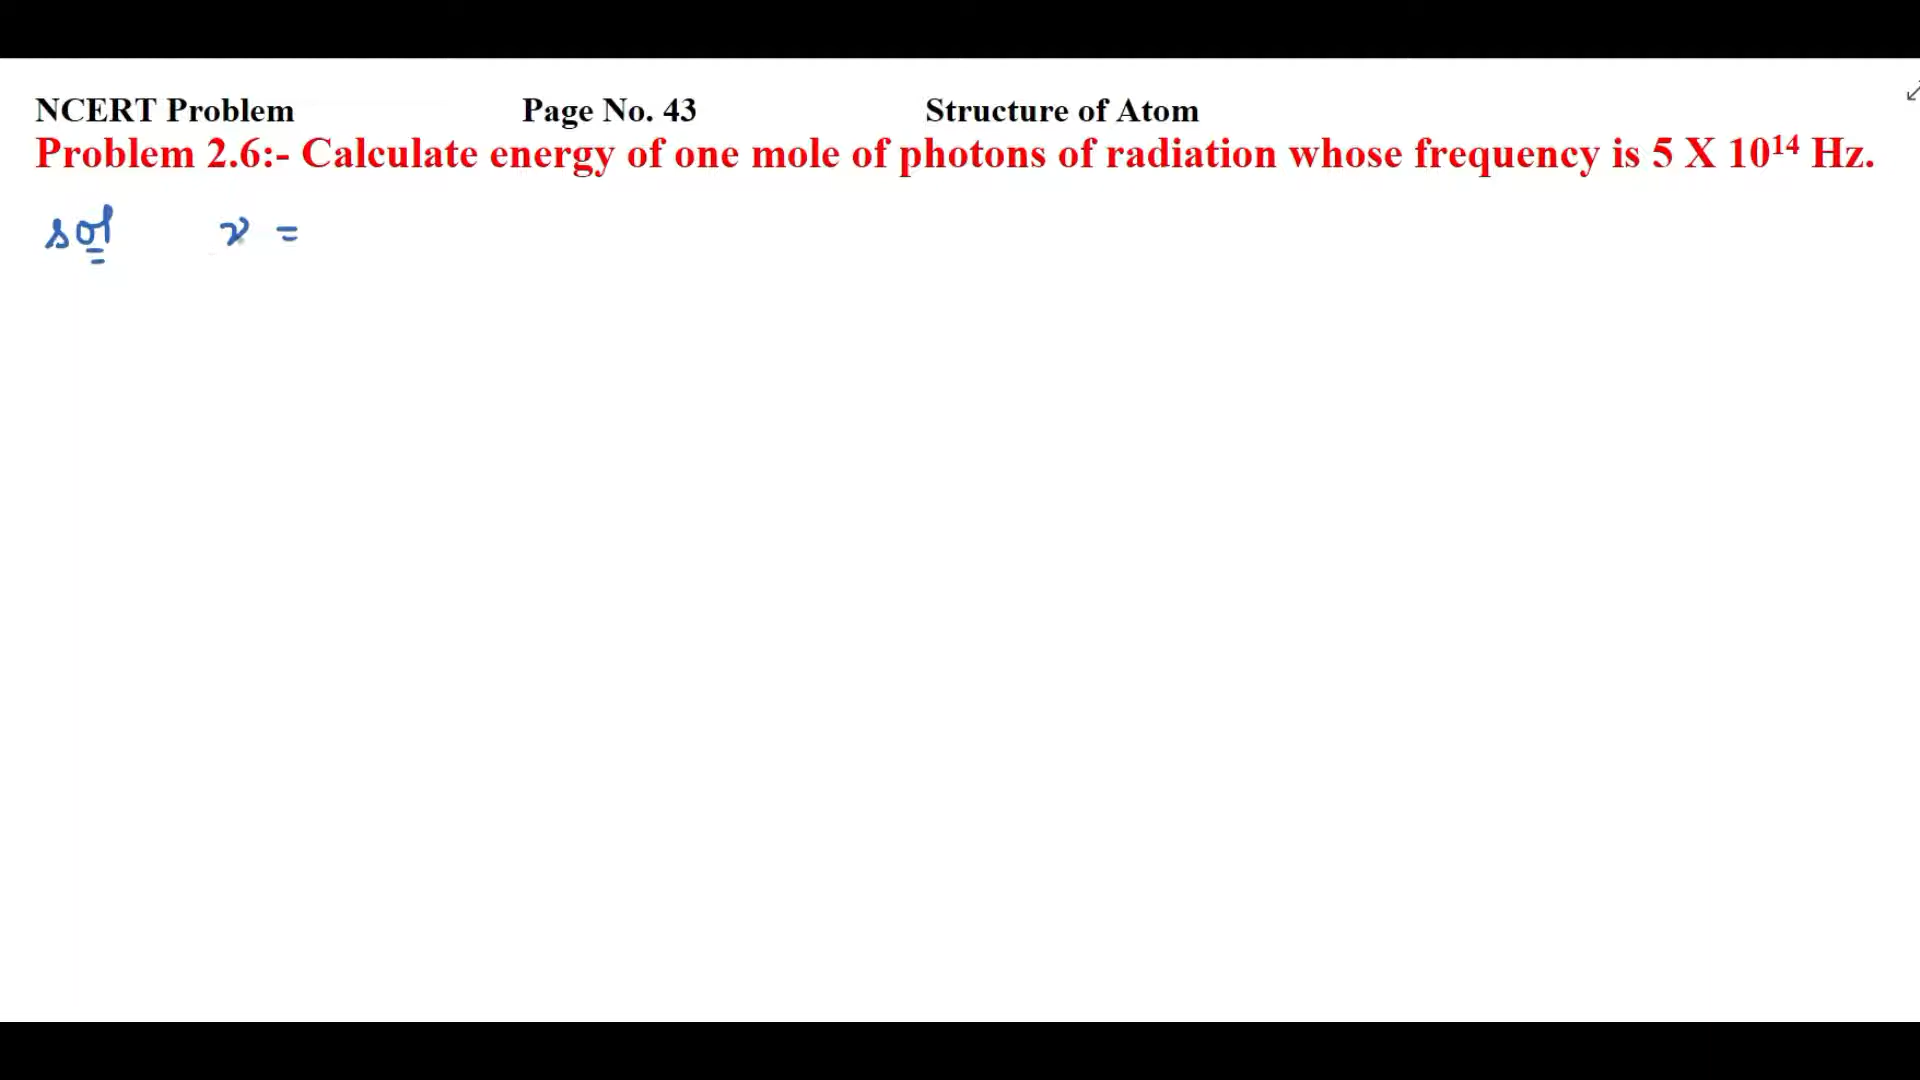 NCERT Problem Page No. 43 Structure of Atom
Problem 2.6:- Calculate energy of one mole of photons of radiation whose frequency is 5 X 10¹⁴ Hz.
sol ν =